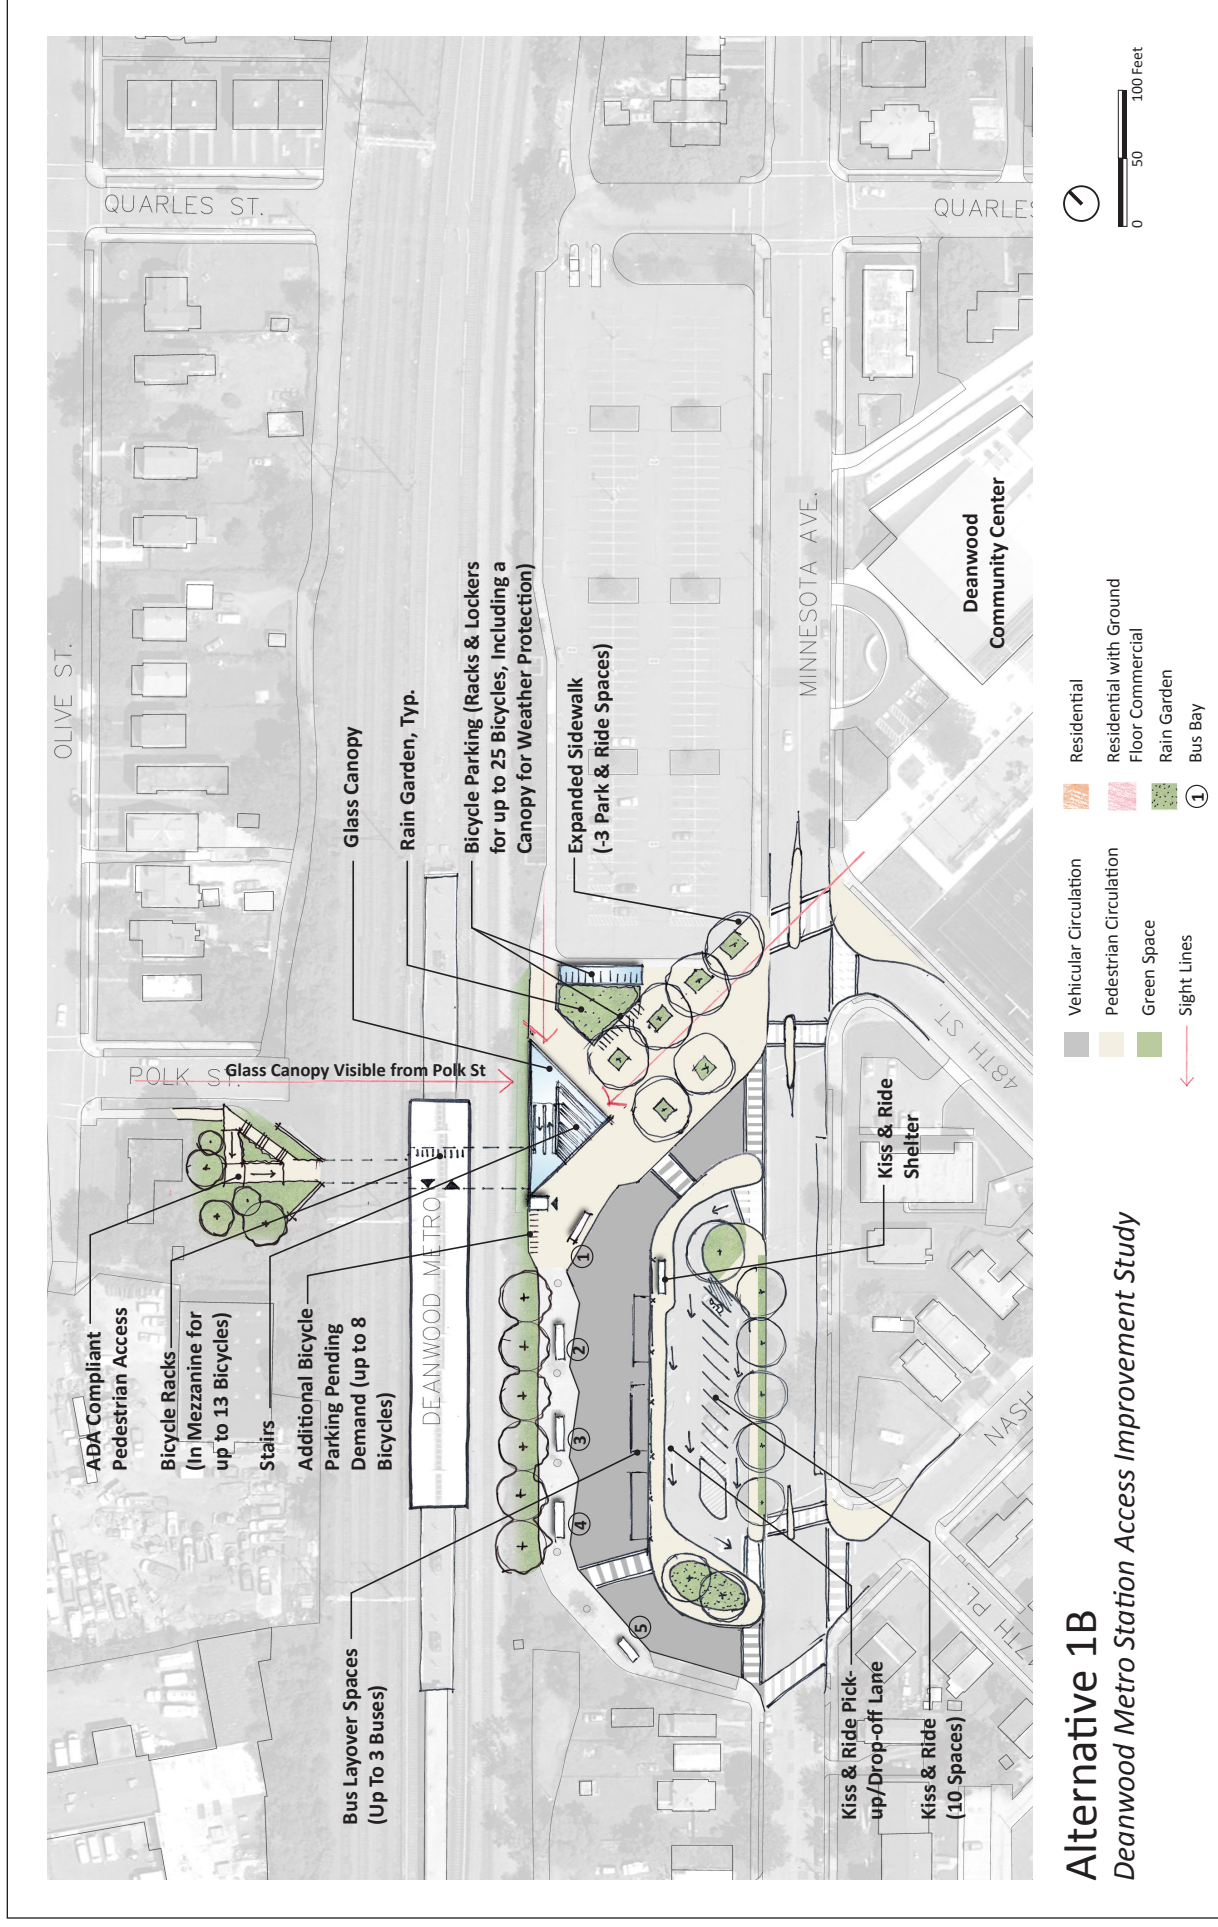 OLIVE ST.
QUARLES ST.
POLK ST.
Glass Canopy Visible from Polk St
DEANWOOD METRO
ADA Compliant
Pedestrian Access
Bicycle Racks
(In Mezzanine for
up to 13 Bicycles)
Stairs
Additional Bicycle
Parking Pending
Demand (up to 8
Bicycles)
Bus Layover Spaces
(Up To 3 Buses)
Glass Canopy
Rain Garden, Typ.
Bicycle Parking (Racks & Lockers
for up to 25 Bicycles, Including a
Canopy for Weather Protection)
Expanded Sidewalk
(-3 Park & Ride Spaces)
1
2
3
4
5
MINNESOTA AVE.
QUARLES
Deanwood
Community Center
48TH ST
Kiss & Ride
Shelter
Kiss & Ride Pick-
up/Drop-off Lane
Kiss & Ride
(10 Spaces)
NASH
47TH PL.
Alternative 1B
Deanwood Metro Station Access Improvement Study
Vehicular Circulation
Pedestrian Circulation
Green Space
Sight Lines
Residential
Residential with Ground
Floor Commercial
Rain Garden
1
Bus Bay
0
50
100 Feet